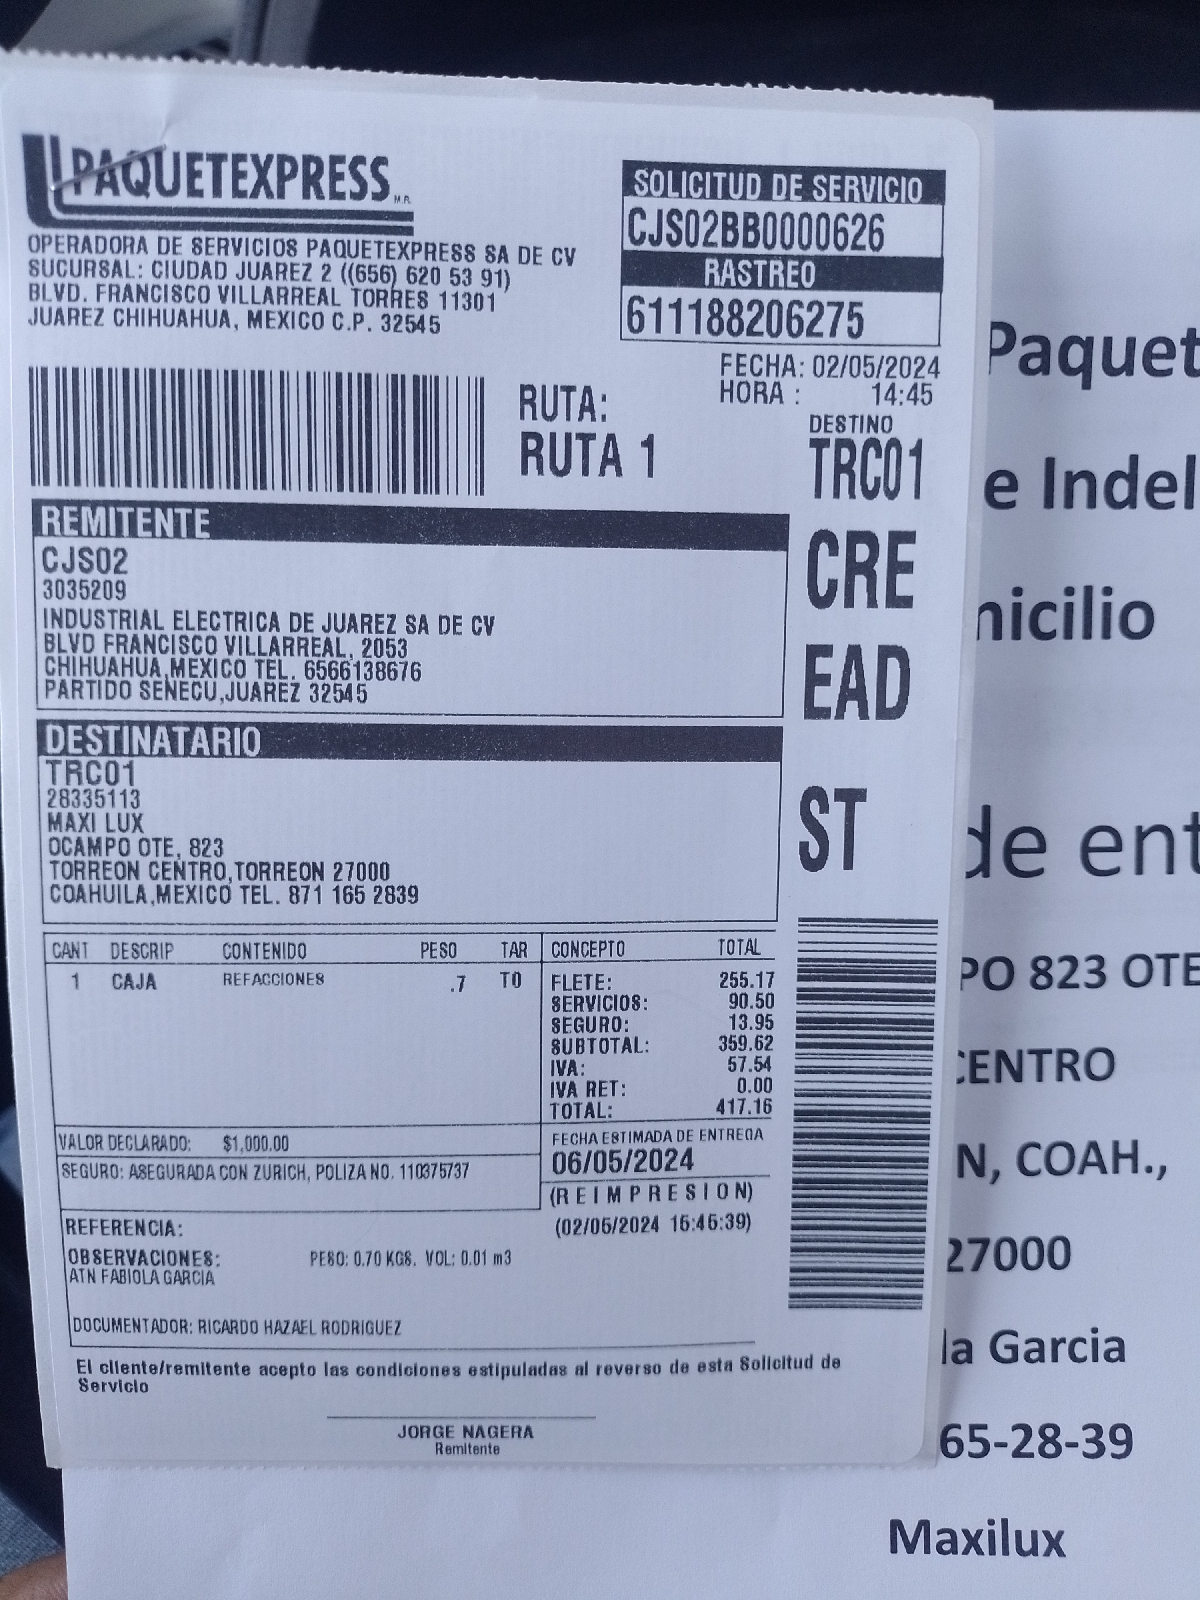 PAQUETEXPRESS M.R.
OPERADORA DE SERVICIOS PAQUETEXPRESS SA DE CV
SUCURSAL: CIUDAD JUAREZ 2 ((656) 620 53 91)
BLVD. FRANCISCO VILLARREAL TORRES 11301
JUAREZ CHIHUAHUA, MEXICO C.P. 32545
SOLICITUD DE SERVICIO
CJS02BB0000626
RASTREO
611188206275
FECHA: 02/05/2024
HORA : 14:45
RUTA:
RUTA 1
DESTINO
TRC01
CRE
EAD
ST
REMITENTE
CJS02
3035209
INDUSTRIAL ELECTRICA DE JUAREZ SA DE CV
BLVD FRANCISCO VILLARREAL, 2053
CHIHUAHUA,MEXICO TEL. 6566138676
PARTIDO SENECU,JUAREZ 32545
DESTINATARIO
TRC01
28335113
MAXI LUX
OCAMPO OTE, 823
TORREON CENTRO,TORREON 27000
COAHUILA,MEXICO TEL. 871 165 2839
CANT DESCRIP CONTENIDO PESO TAR
1 CAJA REFACCIONES .7 T0
CONCEPTO TOTAL
FLETE: 255.17
SERVICIOS: 90.50
SEGURO: 13.95
SUBTOTAL: 359.62
IVA: 57.54
IVA RET: 0.00
TOTAL: 417.16
VALOR DECLARADO: $1,000.00
SEGURO: ASEGURADA CON ZURICH, POLIZA NO. 110375737
FECHA ESTIMADA DE ENTREGA
06/05/2024
(REIMPRESION)
(02/05/2024 15:45:39)
REFERENCIA:
OBSERVACIONES: PESO: 0.70 KGS. VOL: 0.01 m3
ATN FABIOLA GARCIA
DOCUMENTADOR: RICARDO HAZAEL RODRIGUEZ
El cliente/remitente acepto las condiciones estipuladas al reverso de esta Solicitud de
Servicio
JORGE NAGERA
Remitente
Paquet
e Indel
nicilio
de ent
PO 823 OTE
CENTRO
N, COAH.,
27000
la Garcia
65-28-39
Maxilux